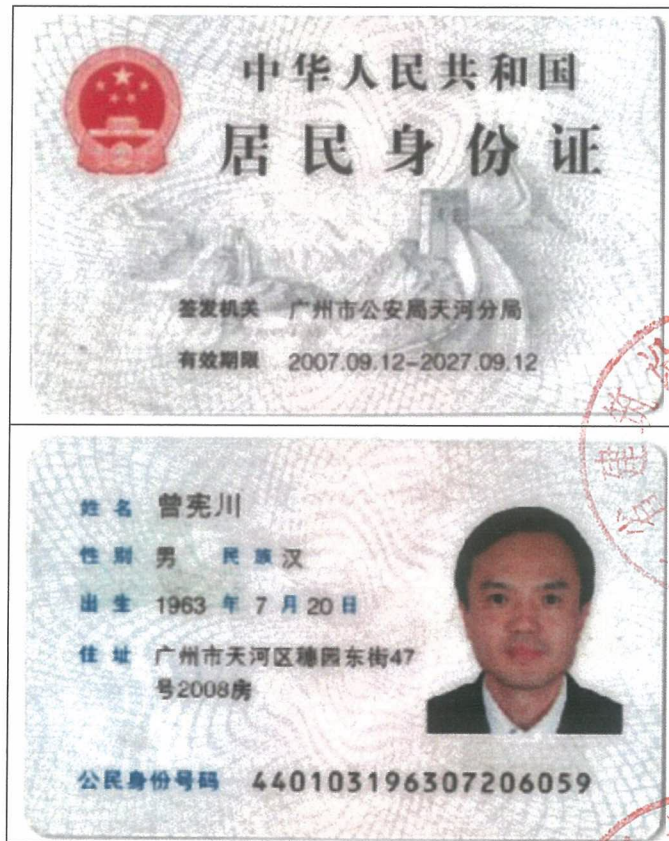 中华人民共和国
居民身份证
签发机关 广州市公安局天河分局
有效期限 2007.09.12-2027.09.12
省建筑
姓名 曾宪川
性别 男 民族 汉
出生 1963 年 7 月 20 日
住址 广州市天河区穗园东街47
号2008房
公民身份号码 440103196307206059